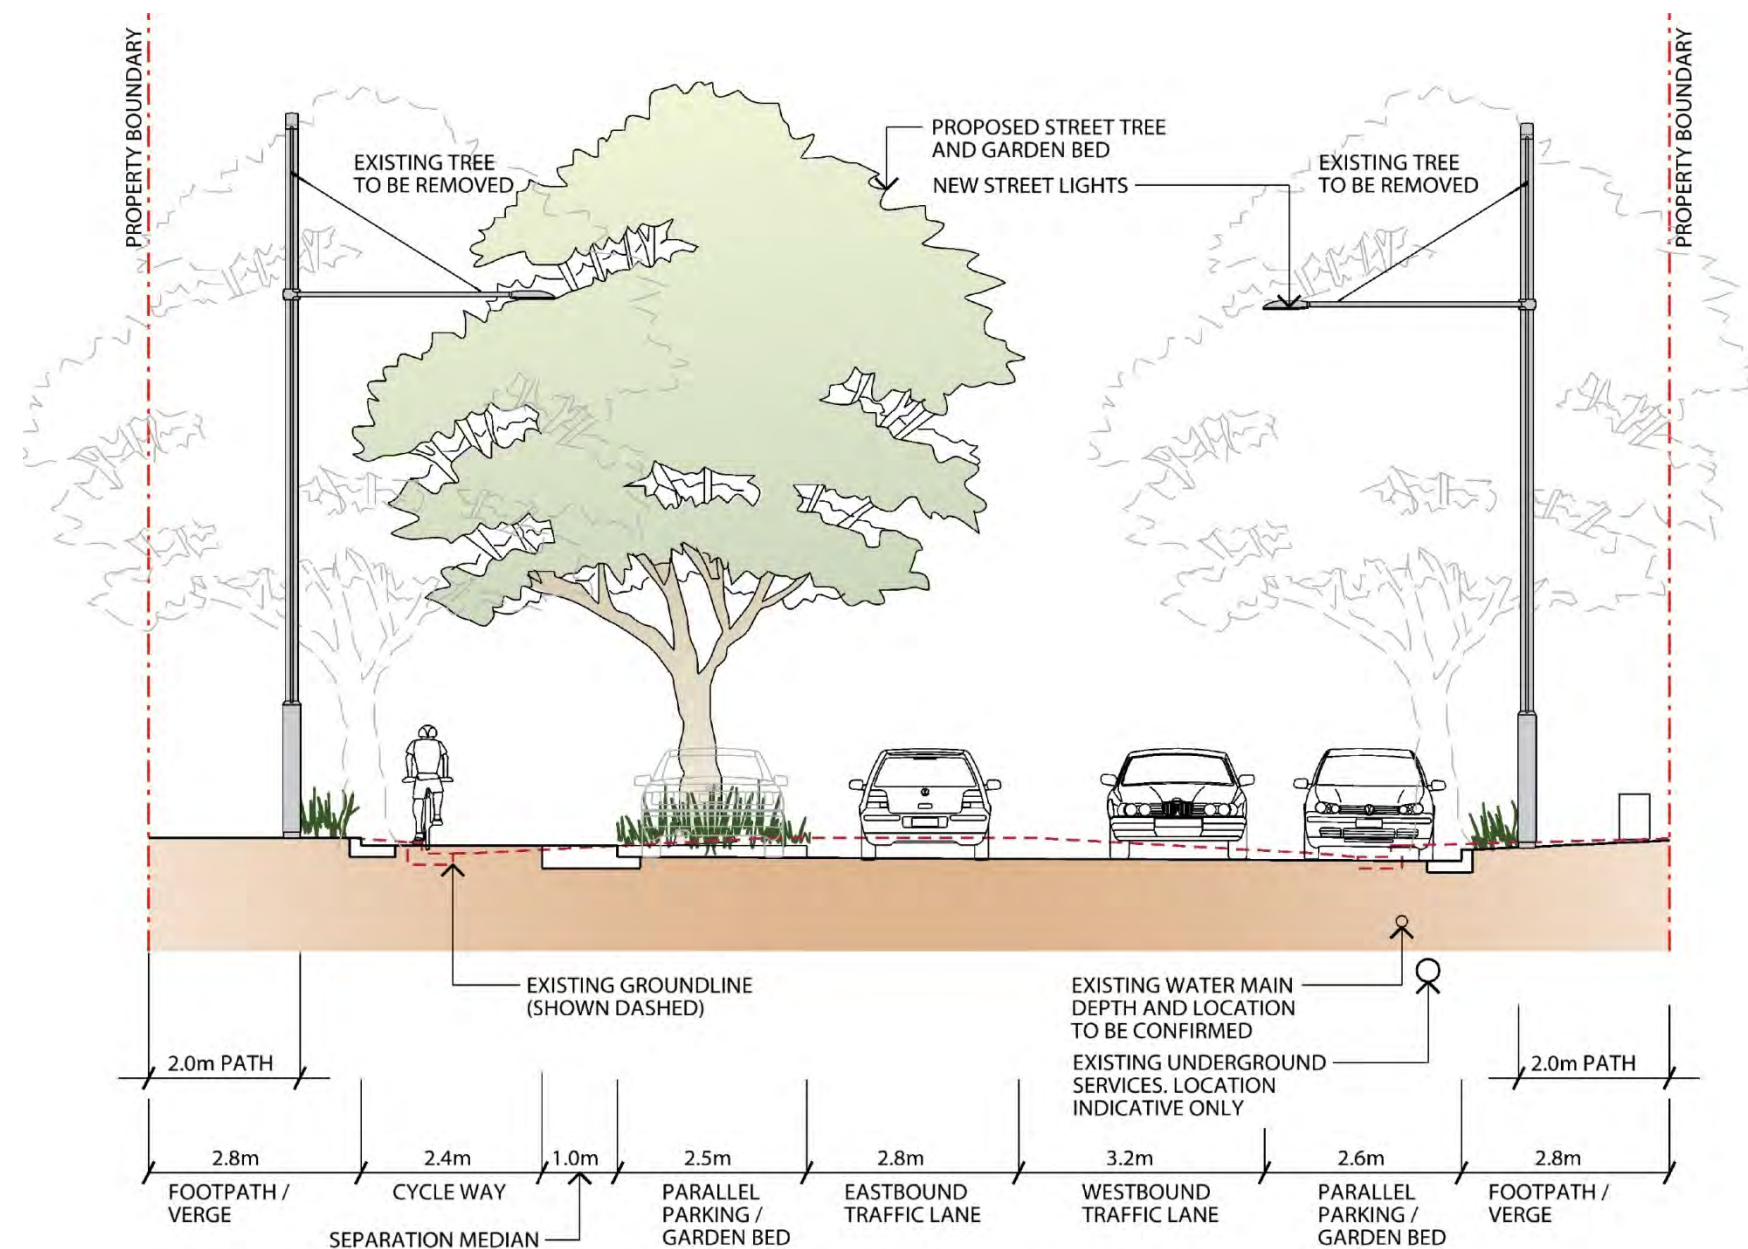 PROPERTY BOUNDARY
EXISTING TREE
TO BE REMOVED
PROPOSED STREET TREE
AND GARDEN BED
NEW STREET LIGHTS
EXISTING TREE
TO BE REMOVED
PROPERTY BOUNDARY
EXISTING GROUNDLINE
(SHOWN DASHED)
EXISTING WATER MAIN
DEPTH AND LOCATION
TO BE CONFIRMED
EXISTING UNDERGROUND
SERVICES. LOCATION
INDICATIVE ONLY
2.0m PATH
2.0m PATH
2.8m
2.4m
1.0m
2.5m
2.8m
3.2m
2.6m
2.8m
FOOTPATH /
VERGE
CYCLE WAY
SEPARATION MEDIAN
PARALLEL
PARKING /
GARDEN BED
EASTBOUND
TRAFFIC LANE
WESTBOUND
TRAFFIC LANE
PARALLEL
PARKING /
GARDEN BED
FOOTPATH /
VERGE